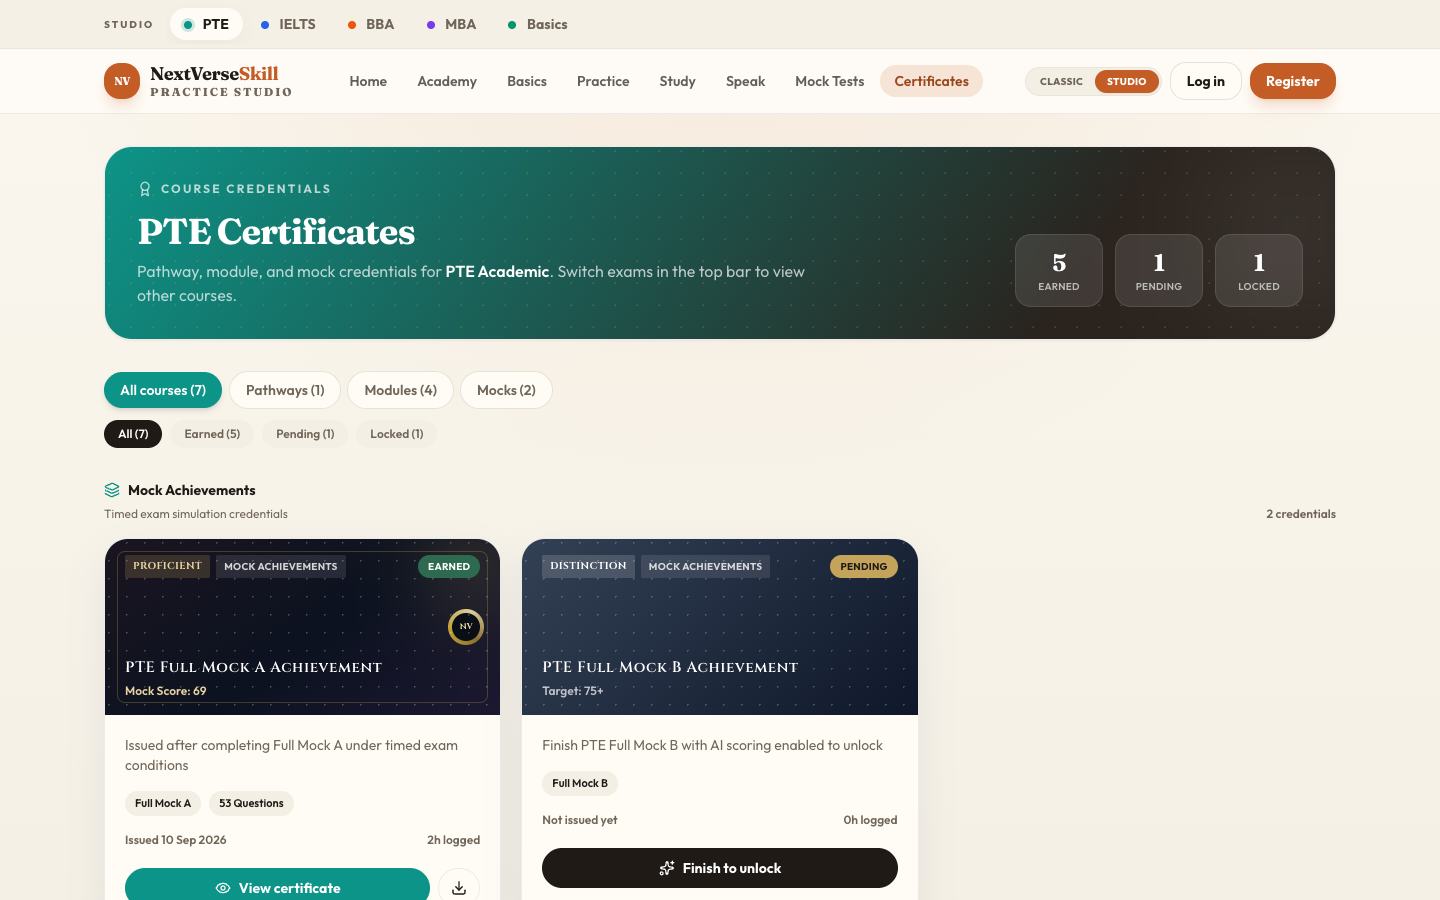 STUDIO PTE IELTS BBA MBA Basics
NV NextVerseSkill
PRACTICE STUDIO
Home Academy Basics Practice Study Speak Mock Tests Certificates CLASSIC STUDIO Log in Register
COURSE CREDENTIALS
PTE Certificates
Pathway, module, and mock credentials for PTE Academic. Switch exams in the top bar to view
other courses.
5 1 1
EARNED PENDING LOCKED
All courses (7) Pathways (1) Modules (4) Mocks (2)
All (7) Earned (5) Pending (1) Locked (1)
Mock Achievements
Timed exam simulation credentials 2 credentials
PROFICIENT MOCK ACHIEVEMENTS EARNED
NV
PTE Full Mock A Achievement
Mock Score: 69
Issued after completing Full Mock A under timed exam
conditions
Full Mock A 53 Questions
Issued 10 Sep 2026 2h logged
View certificate
DISTINCTION MOCK ACHIEVEMENTS PENDING
PTE Full Mock B Achievement
Target: 75+
Finish PTE Full Mock B with AI scoring enabled to unlock
Full Mock B
Not issued yet 0h logged
Finish to unlock